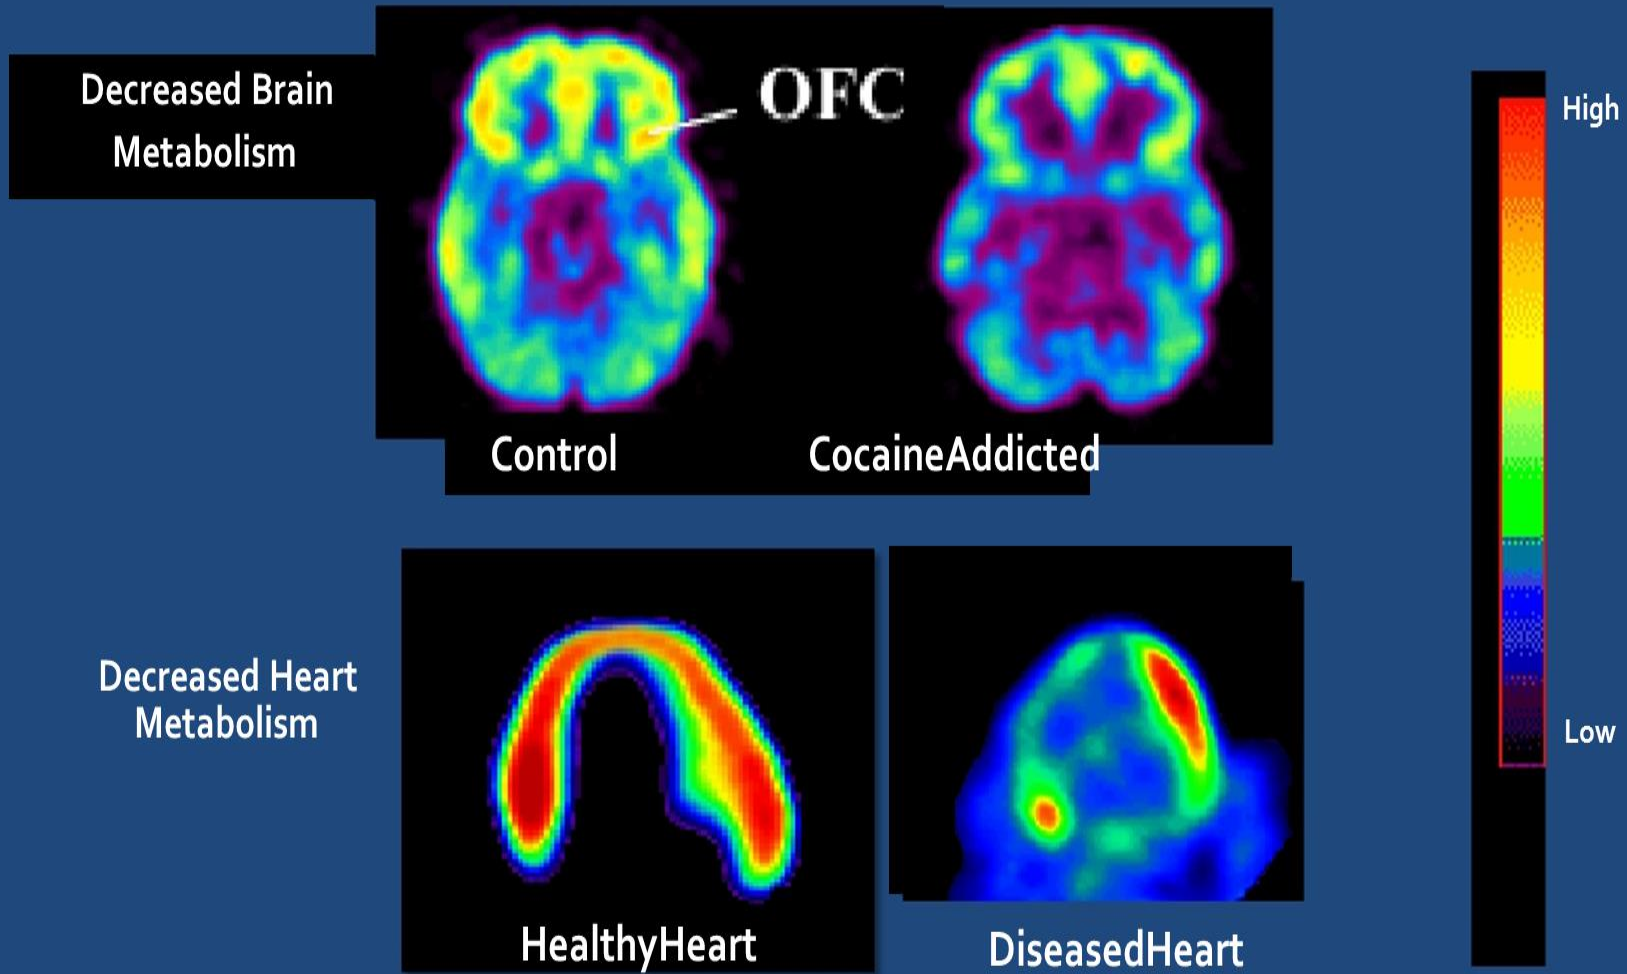 Decreased Brain
Metabolism
OFC
High
Control
CocaineAddicted
Decreased Heart
Metabolism
Low
HealthyHeart
DiseasedHeart